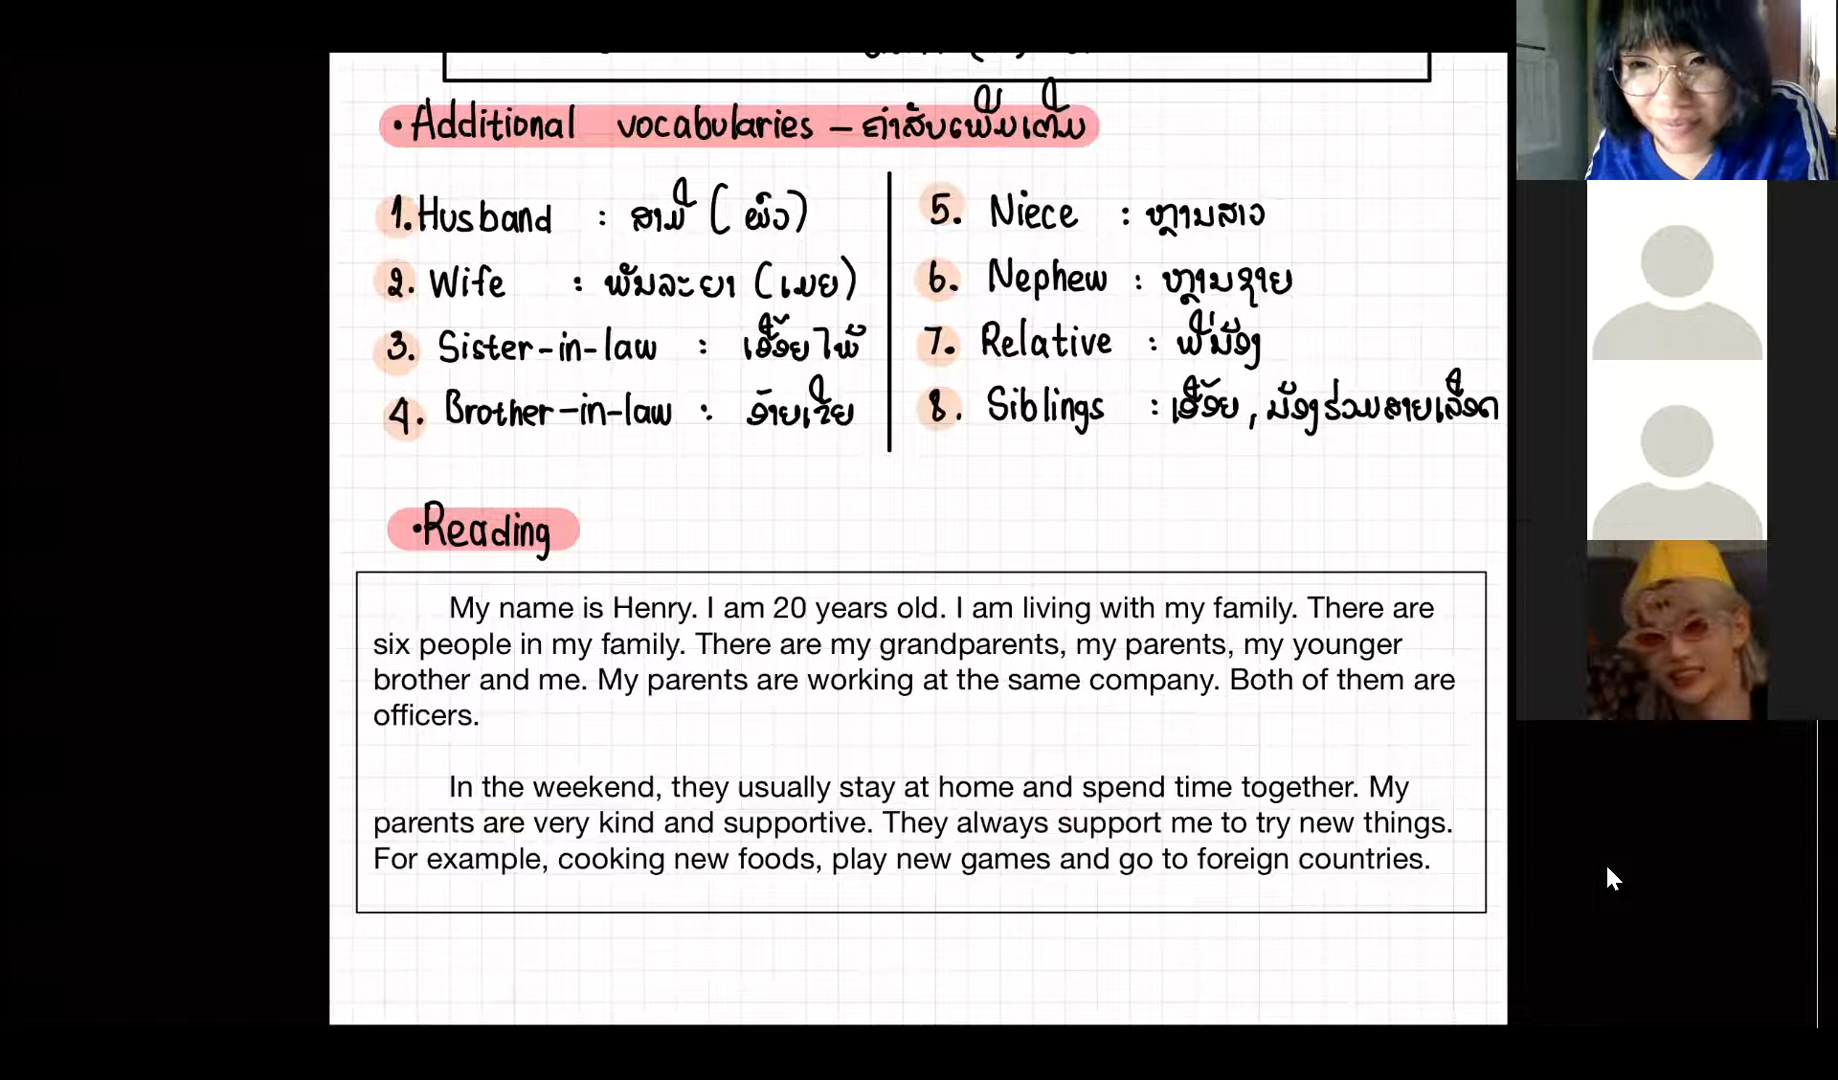 • Additional vocabularies – ຄຳສັບເພີ່ມເຕີມ
1. Husband : ສາມີ (ຜົວ)
2. Wife : ພັນລະຍາ (ເມຍ)
3. Sister-in-law : ເອື້ອຍໄພ້
4. Brother-in-law : ອ້າຍເຂີຍ
5. Niece : ຫຼານສາວ
6. Nephew : ຫຼານຊາຍ
7. Relative : ພີ່ນ້ອງ
8. Siblings : ເອື້ອຍ, ນ້ອງຮ່ວມສາຍເລືອດ
• Reading
My name is Henry. I am 20 years old. I am living with my family. There are
six people in my family. There are my grandparents, my parents, my younger
brother and me. My parents are working at the same company. Both of them are
officers.
In the weekend, they usually stay at home and spend time together. My
parents are very kind and supportive. They always support me to try new things.
For example, cooking new foods, play new games and go to foreign countries.